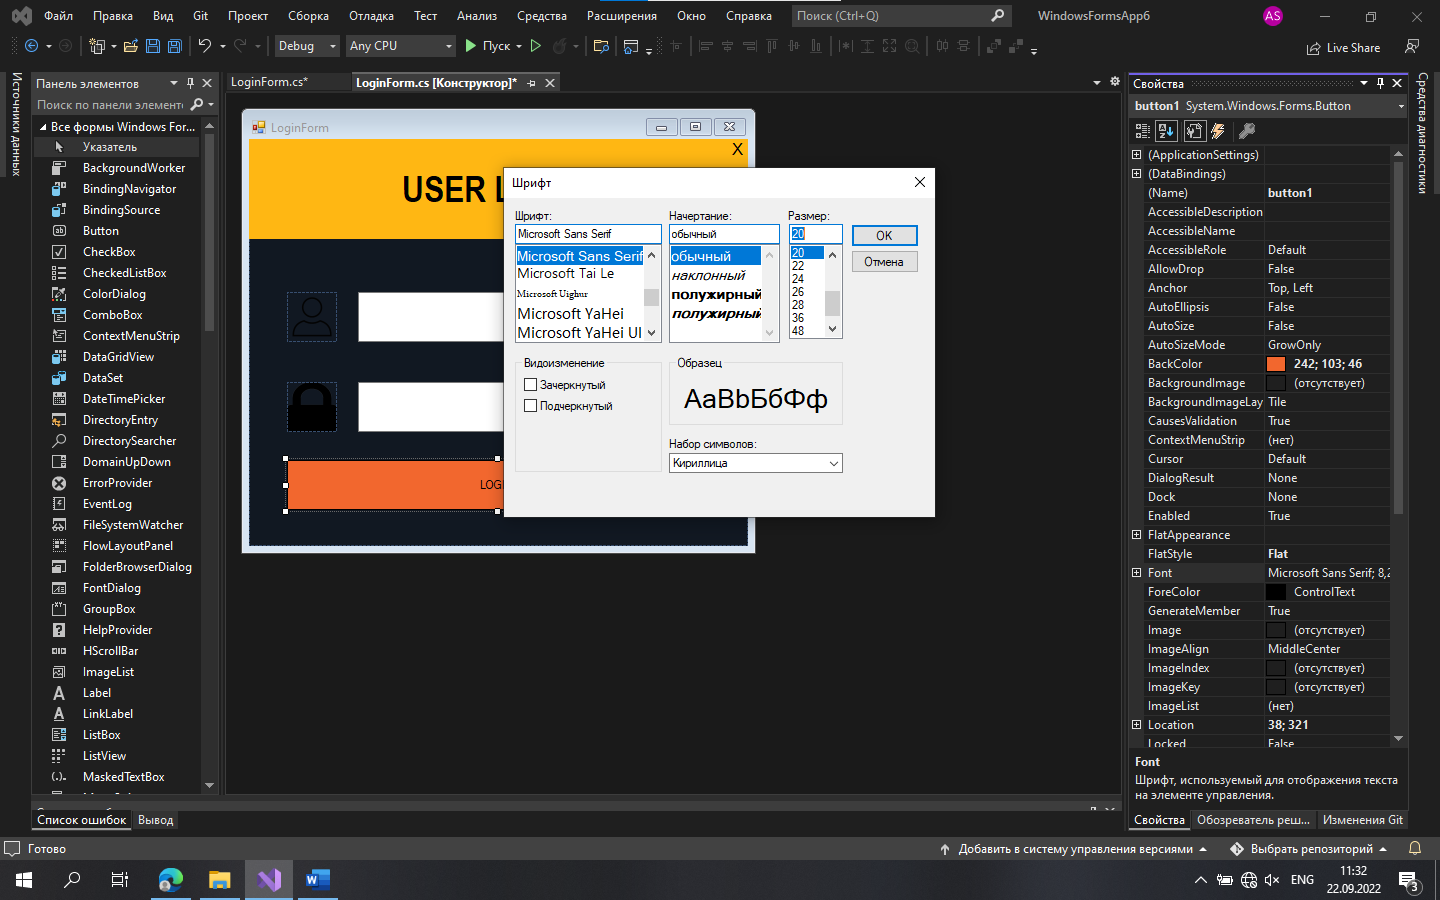 Файл Правка Вид Git Проект Сборка Отладка Тест Анализ Средства Расширения Окно Справка Поиск (Ctrl+Q) WindowsFormsApp6 AS
Debug Any CPU Пуск Live Share
Источники данных
Панель элементов
Поиск по панели элементс
Все формы Windows For...
Указатель
BackgroundWorker
BindingNavigator
BindingSource
Button
CheckBox
CheckedListBox
ColorDialog
ComboBox
ContextMenuStrip
DataGridView
DataSet
DateTimePicker
DirectoryEntry
DirectorySearcher
DomainUpDown
ErrorProvider
EventLog
FileSystemWatcher
FlowLayoutPanel
FolderBrowserDialog
FontDialog
GroupBox
HelpProvider
HScrollBar
ImageList
Label
LinkLabel
ListBox
ListView
MaskedTextBox
LoginForm.cs* LoginForm.cs [Конструктор]*
LoginForm
X
USER L
LOGI
Шрифт
Шрифт: Начертание: Размер:
Microsoft Sans Serif обычный 20
Microsoft Sans Serif
Microsoft Tai Le
Microsoft Uighur
Microsoft YaHei
Microsoft YaHei UI
обычный
наклонный
полужирный
полужирный
20
22
24
26
28
36
48
OK
Отмена
Видоизменение
Зачеркнутый
Подчеркнутый
Образец
AaBbБбФф
Набор символов:
Кириллица
Свойства
button1 System.Windows.Forms.Button
(ApplicationSettings)
(DataBindings)
(Name) button1
AccessibleDescription
AccessibleName
AccessibleRole Default
AllowDrop False
Anchor Top, Left
AutoEllipsis False
AutoSize False
AutoSizeMode GrowOnly
BackColor 242; 103; 46
BackgroundImage (отсутствует)
BackgroundImageLay Tile
CausesValidation True
ContextMenuStrip (нет)
Cursor Default
DialogResult None
Dock None
Enabled True
FlatAppearance
FlatStyle Flat
Font Microsoft Sans Serif; 8,2
ForeColor ControlText
GenerateMember True
Image (отсутствует)
ImageAlign MiddleCenter
ImageIndex (отсутствует)
ImageKey (отсутствует)
ImageList (нет)
Location 38; 321
Locked False
Font
Шрифт, используемый для отображения текста
на элементе управления.
Свойства Обозреватель реш... Изменения Git
Средства диагностики
Список ошибок Вывод
Готово Добавить в систему управления версиями Выбрать репозиторий
ENG 11:32
22.09.2022
3